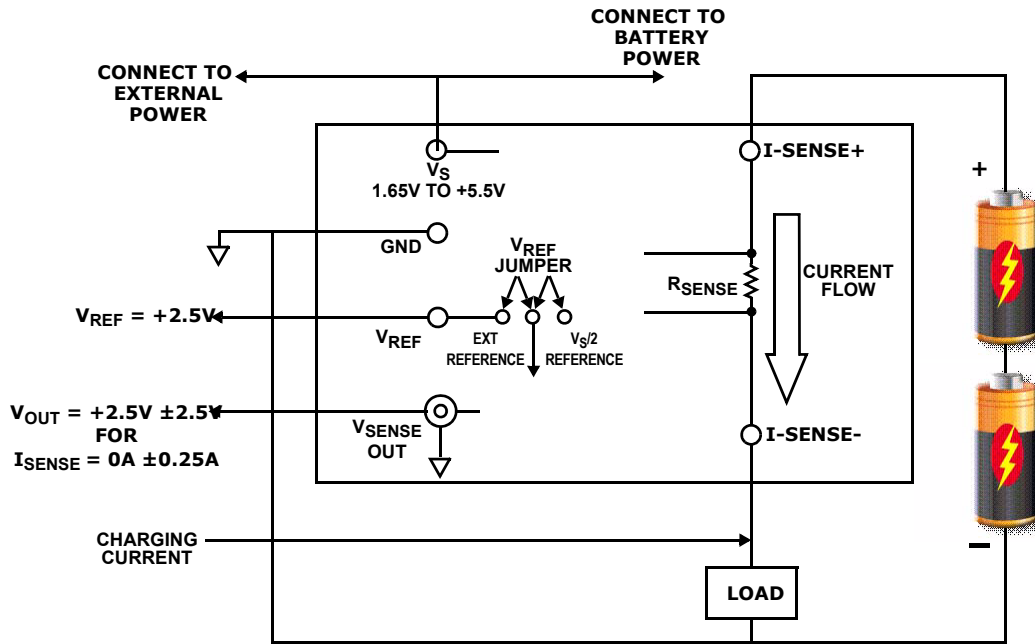 CONNECT TO
BATTERY
POWER
CONNECT TO
EXTERNAL
POWER
I-SENSE+
VS
1.65V TO +5.5V
+
GND
VREF
JUMPER
RSENSE
CURRENT
FLOW
VREF = +2.5V
VREF
EXT
REFERENCE
VS/2
REFERENCE
VOUT = +2.5V ±2.5V
FOR
ISENSE = 0A ±0.25A
VSENSE
OUT
I-SENSE-
CHARGING
CURRENT
–
LOAD